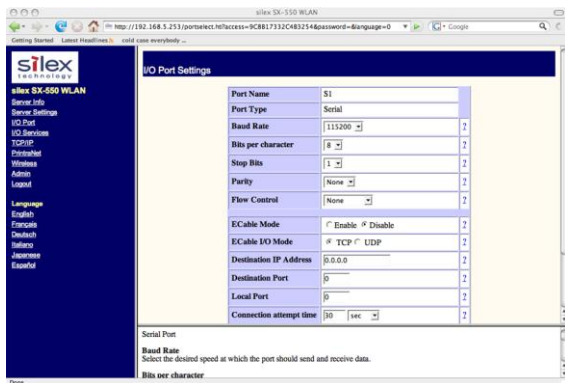 silex SX-550 WLAN
http://192.168.5.253/portselect.htl?access=9C8B17332C4B3254&password=&language=0
Google
Getting Started Latest Headlines cold case everybody ...
silex
technology
I/O Port Settings
silex SX-550 WLAN
Server Info
Server Settings
I/O Port
I/O Services
TCP/IP
PrintraNet
Wireless
Admin
Logout
Language
English
Français
Deutsch
Italiano
Japanese
Español
Port Name S1
Port Type Serial
Baud Rate 115200 ?
Bits per character 8 ?
Stop Bits 1 ?
Parity None ?
Flow Control None ?
ECable Mode Enable Disable ?
ECable I/O Mode TCP UDP ?
Destination IP Address 0.0.0.0 ?
Destination Port 0 ?
Local Port 0 ?
Connection attempt time 30 sec ?
Serial Port
Baud Rate
Select the desired speed at which the port should send and receive data.
Bits per character
Done